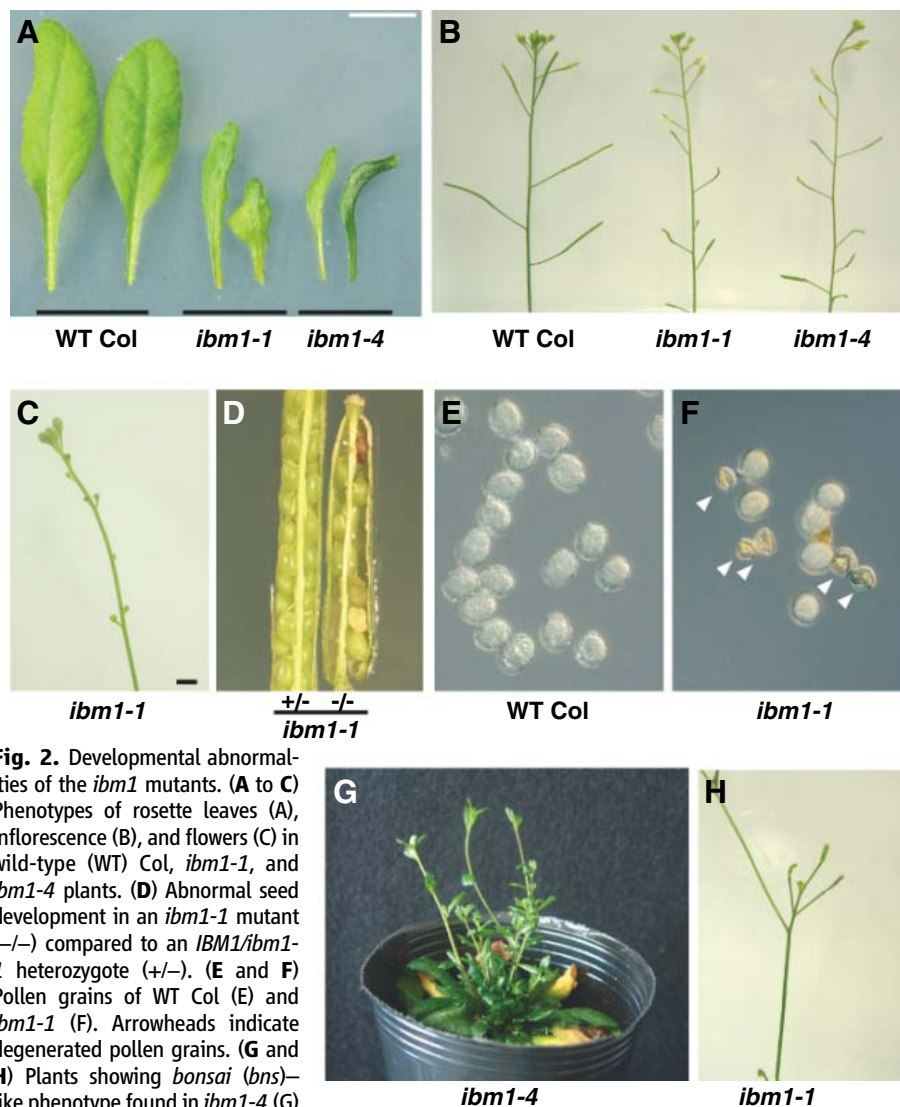 A
B
WT Col
ibm1-1
ibm1-4
WT Col
ibm1-1
ibm1-4
C
D
E
F
ibm1-1
+/- -/-
ibm1-1
WT Col
ibm1-1
Fig. 2. Developmental abnormal-
ties of the ibm1 mutants. (A to C)
Phenotypes of rosette leaves (A),
nflorescence (B), and flowers (C) in
wild-type (WT) Col, ibm1-1, and
bm1-4 plants. (D) Abnormal seed
development in an ibm1-1 mutant
−/−) compared to an IBM1/ibm1-
1 heterozygote (+/−). (E and F)
Pollen grains of WT Col (E) and
bm1-1 (F). Arrowheads indicate
degenerated pollen grains. (G and
H) Plants showing bonsai (bns)–
like phenotype found in ibm1-4 (G)
G
H
ibm1-4
ibm1-1